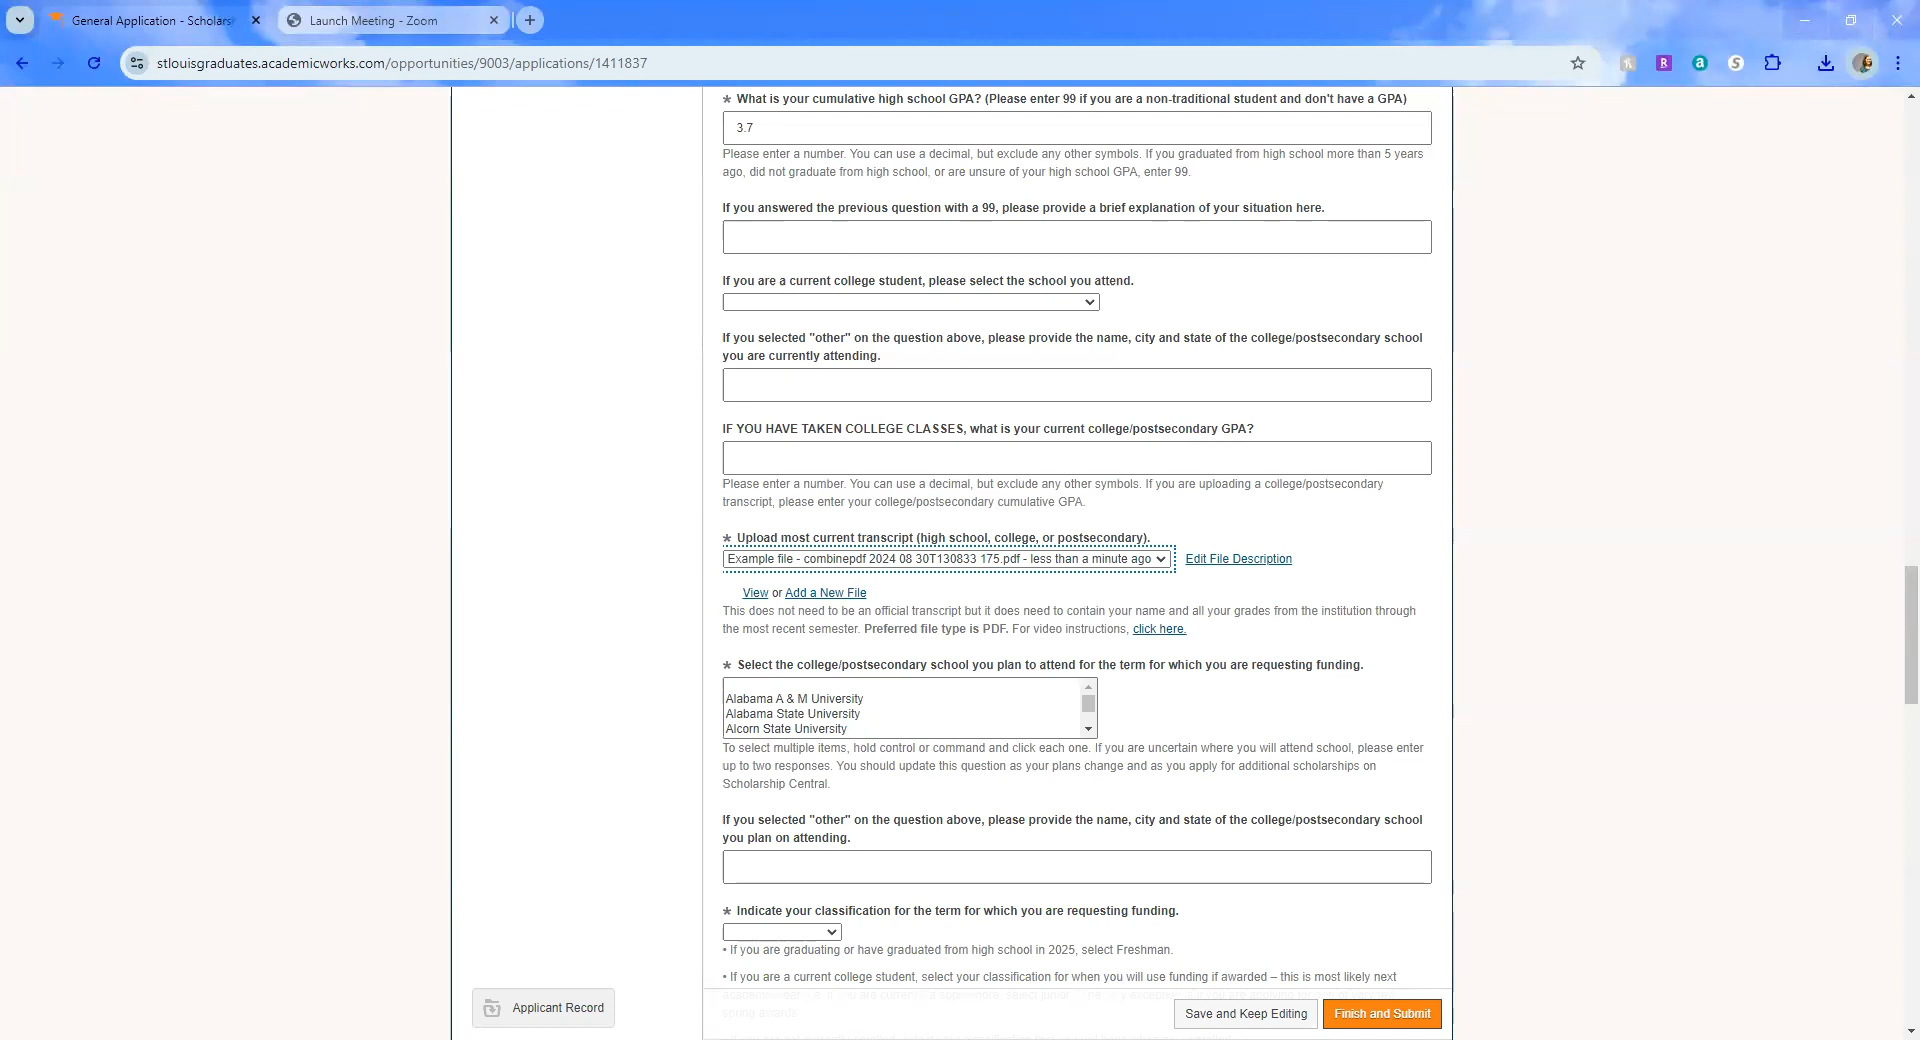 General Application - Scholars
Launch Meeting - Zoom
stlouisgraduates.academicworks.com/opportunities/9003/applications/1411837
* What is your cumulative high school GPA? (Please enter 99 if you are a non-traditional student and don't have a GPA)
3.7
Please enter a number. You can use a decimal, but exclude any other symbols. If you graduated from high school more than 5 years
ago, did not graduate from high school, or are unsure of your high school GPA, enter 99.
If you answered the previous question with a 99, please provide a brief explanation of your situation here.
If you are a current college student, please select the school you attend.
If you selected "other" on the question above, please provide the name, city and state of the college/postsecondary school
you are currently attending.
IF YOU HAVE TAKEN COLLEGE CLASSES, what is your current college/postsecondary GPA?
Please enter a number. You can use a decimal, but exclude any other symbols. If you are uploading a college/postsecondary
transcript, please enter your college/postsecondary cumulative GPA.
* Upload most current transcript (high school, college, or postsecondary).
Example file - combinepdf 2024 08 30T130833 175.pdf - less than a minute ago Edit File Description
View or Add a New File
This does not need to be an official transcript but it does need to contain your name and all your grades from the institution through
the most recent semester. Preferred file type is PDF. For video instructions, click here.
* Select the college/postsecondary school you plan to attend for the term for which you are requesting funding.
Alabama A & M University
Alabama State University
Alcorn State University
To select multiple items, hold control or command and click each one. If you are uncertain where you will attend school, please enter
up to two responses. You should update this question as your plans change and as you apply for additional scholarships on
Scholarship Central.
If you selected "other" on the question above, please provide the name, city and state of the college/postsecondary school
you plan on attending.
* Indicate your classification for the term for which you are requesting funding.
• If you are graduating or have graduated from high school in 2025, select Freshman.
• If you are a current college student, select your classification for when you will use funding if awarded – this is most likely next
spring awards
Applicant Record
Save and Keep Editing
Finish and Submit